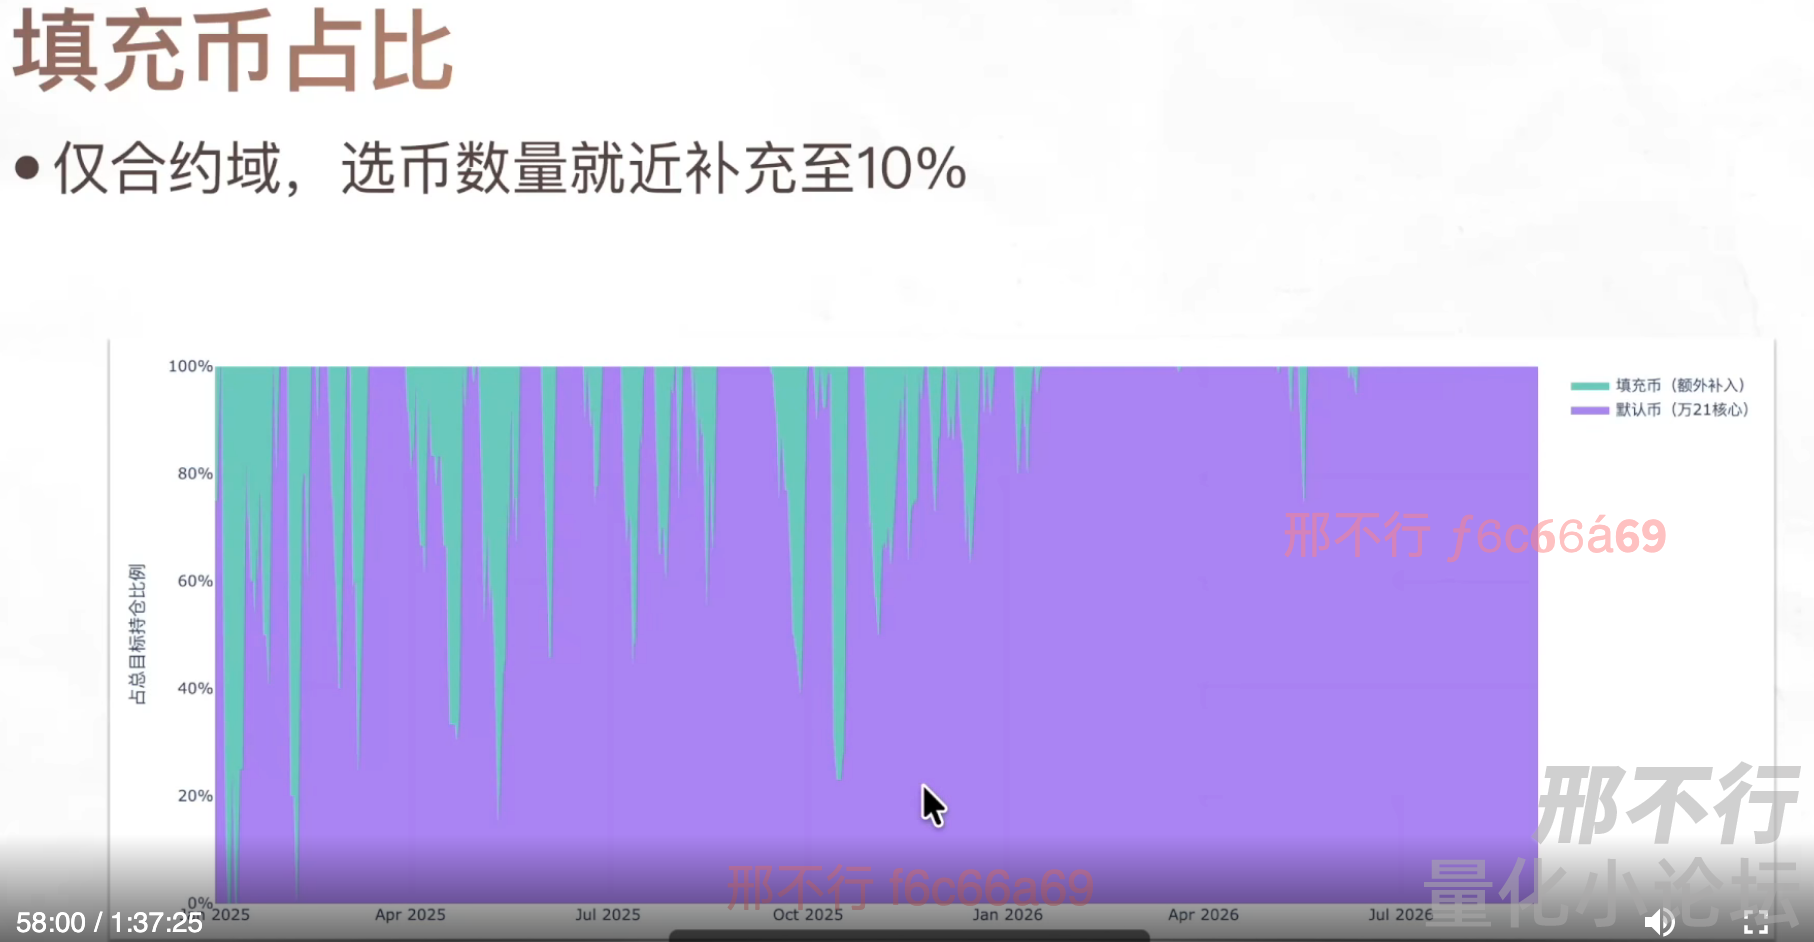 填充币占比
●仅合约域，选币数量就近补充至10%
100%
80%
60%
40%
20%
0%
占总目标持仓比例
填充币（额外补入）
默认币（万21核心）
邢不行 ƒ6c66á69
邢不行
量化小论坛
邢不行 f6c66a69
2025
Apr 2025
Jul 2025
Oct 2025
Jan 2026
Apr 2026
Jul 2026
58:00 / 1:37:25